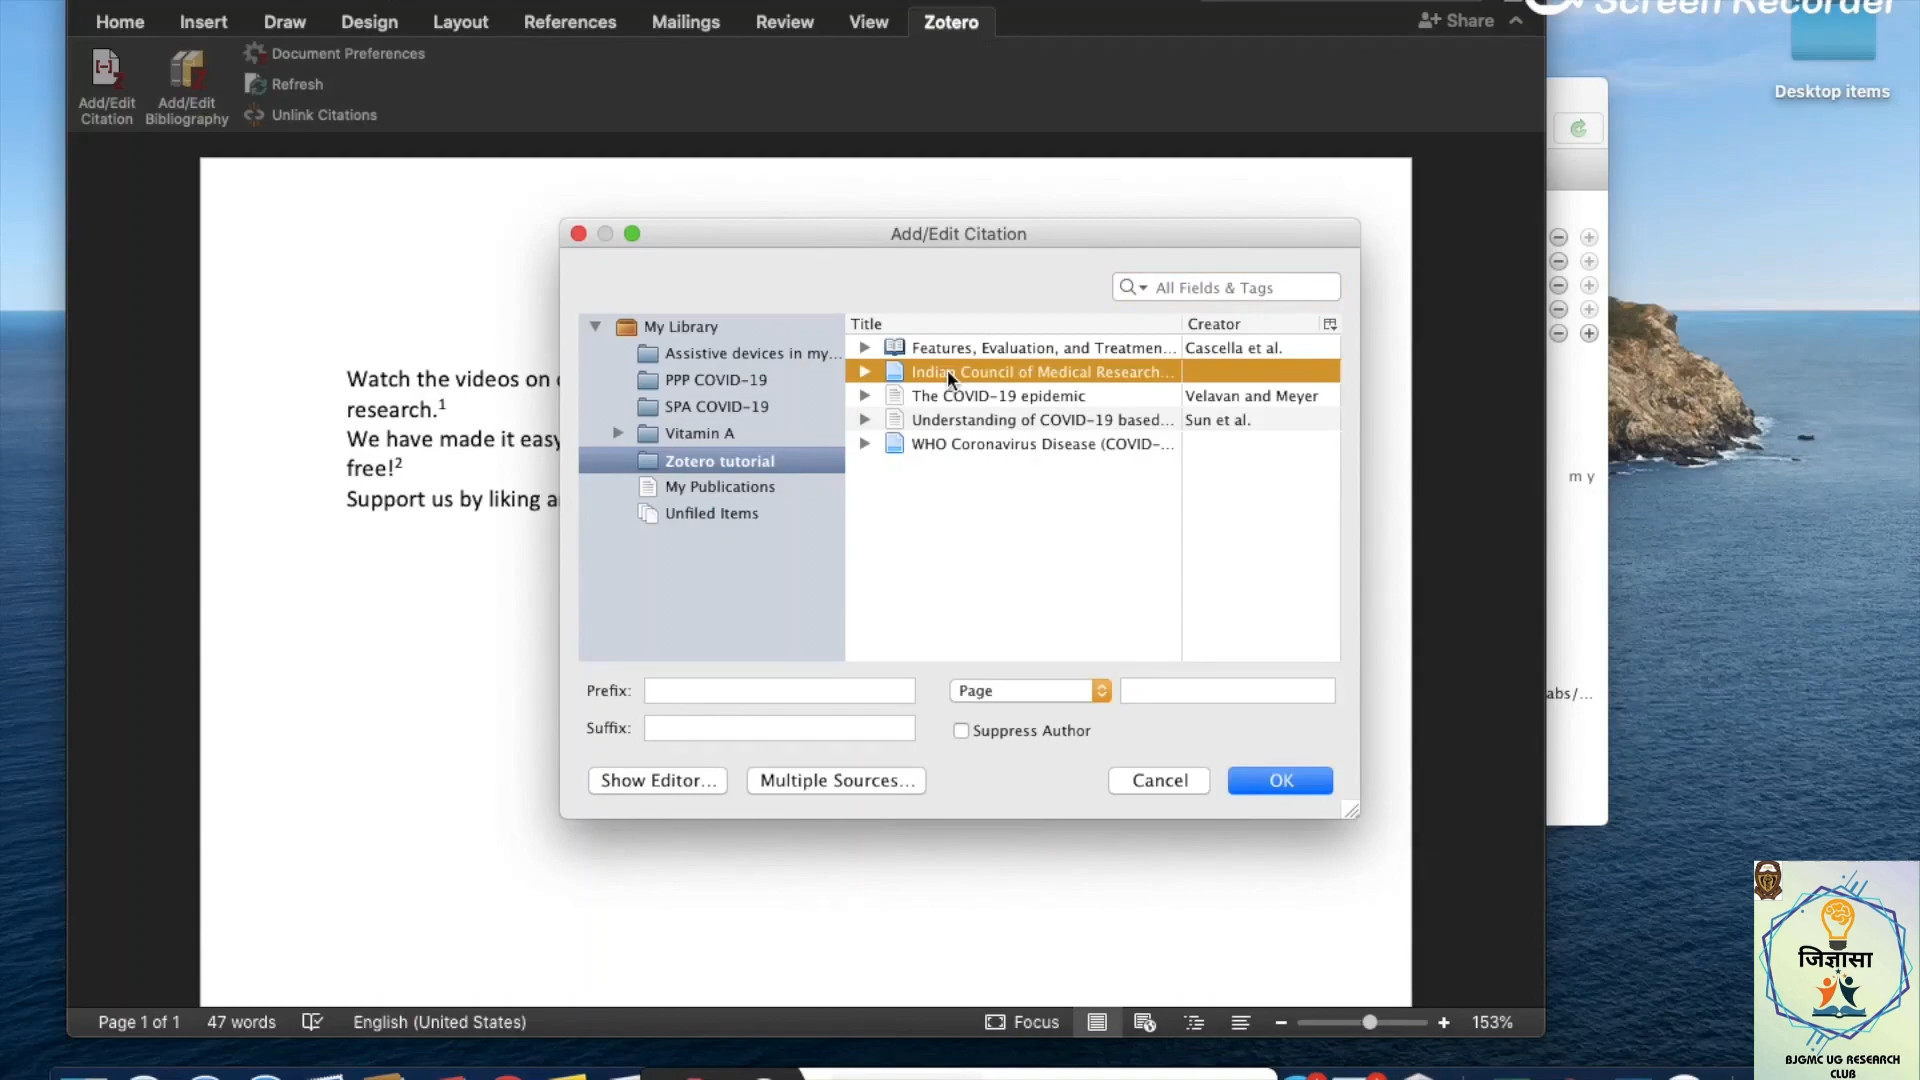 Screen Recorder
Home Insert Draw Design Layout References Mailings Review View Zotero Share
Document Preferences
Refresh
Unlink Citations
Add/Edit Citation
Add/Edit Bibliography
Desktop items
Add/Edit Citation
All Fields & Tags
Title Creator
My Library
Assistive devices in my...
PPP COVID-19
SPA COVID-19
Vitamin A
Zotero tutorial
My Publications
Unfiled Items
Features, Evaluation, and Treatmen... Cascella et al.
Indian Council of Medical Research...
The COVID-19 epidemic Velavan and Meyer
Understanding of COVID-19 based... Sun et al.
WHO Coronavirus Disease (COVID-...
Watch the videos on
research.1
We have made it easy
free!2
Support us by liking
m y
abs/...
Prefix: Page
Suffix: Suppress Author
Show Editor... Multiple Sources... Cancel OK
Page 1 of 1 47 words English (United States) Focus 153%
जिज्ञासा
BJGMC UG RESEARCH
CLUB